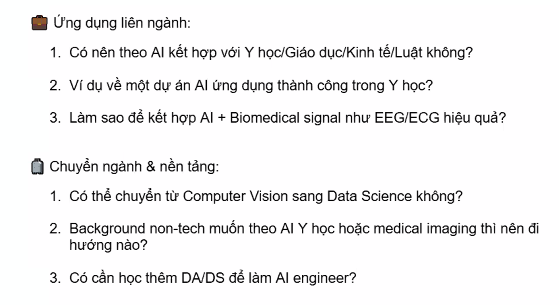 💼 Ứng dụng liên ngành:
1. Có nên theo AI kết hợp với Y học/Giáo dục/Kinh tế/Luật không?
2. Ví dụ về một dự án AI ứng dụng thành công trong Y học?
3. Làm sao để kết hợp AI + Biomedical signal như EEG/ECG hiệu quả?
🧳 Chuyển ngành & nền tảng:
1. Có thể chuyển từ Computer Vision sang Data Science không?
2. Background non-tech muốn theo AI Y học hoặc medical imaging thì nên đi
hướng nào?
3. Có cần học thêm DA/DS để làm AI engineer?